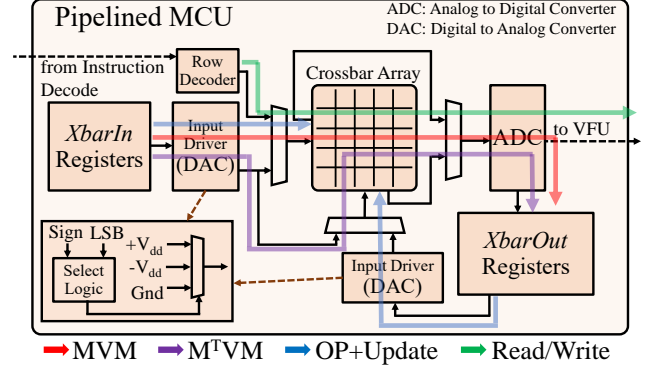 Pipelined MCU
ADC: Analog to Digital Converter
DAC: Digital to Analog Converter
from Instruction
Decode
Row
Decoder
Crossbar Array
XbarIn
Registers
Input
Driver
(DAC)
ADC
to VFU
Sign LSB
Select
Logic
+Vdd
-Vdd
Gnd
Input Driver
(DAC)
XbarOut
Registers
MVM
MᵀVM
OP+Update
Read/Write